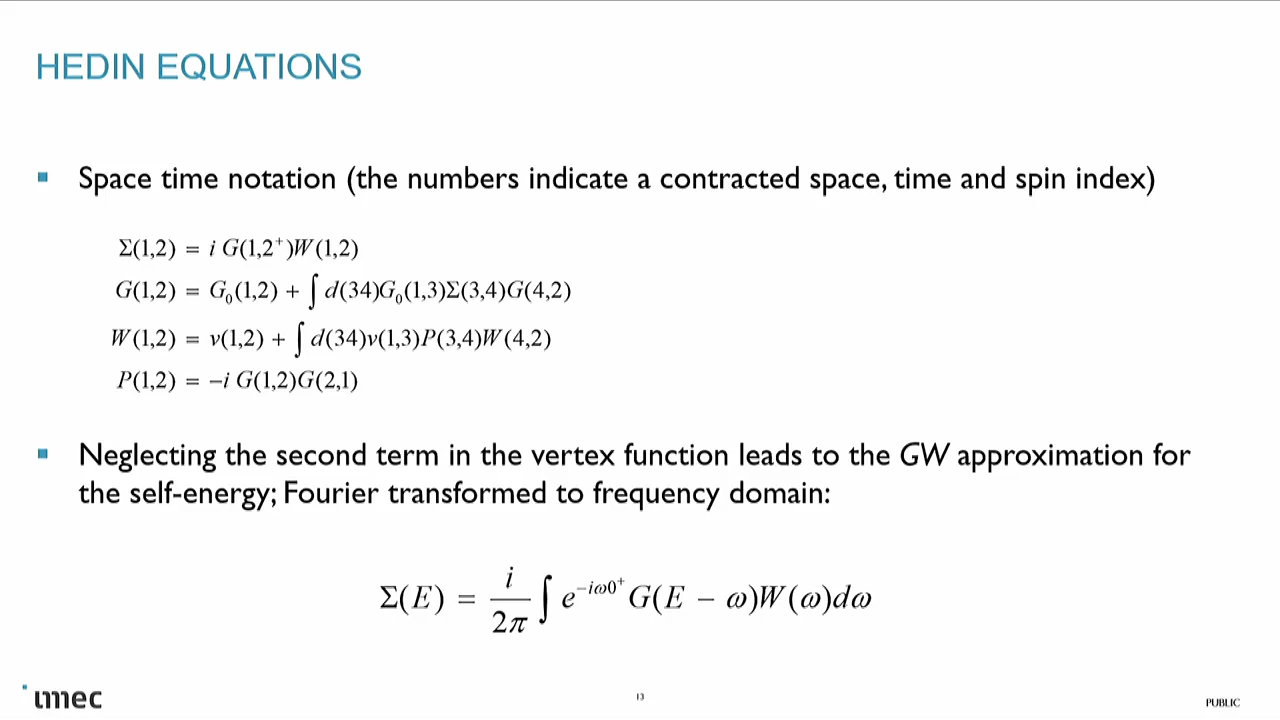 HEDIN EQUATIONS
▪ Space time notation (the numbers indicate a contracted space, time and spin index)
Σ(1,2) = i G(1,2⁺)W(1,2)
G(1,2) = G₀(1,2) + ∫ d(34)G₀(1,3)Σ(3,4)G(4,2)
W(1,2) = v(1,2) + ∫ d(34)v(1,3)P(3,4)W(4,2)
P(1,2) = −i G(1,2)G(2,1)
▪ Neglecting the second term in the vertex function leads to the GW approximation for
the self-energy; Fourier transformed to frequency domain:
Σ(E) = i/2π ∫ e^{−iω0⁺} G(E − ω)W(ω)dω
imec
13
PUBLIC